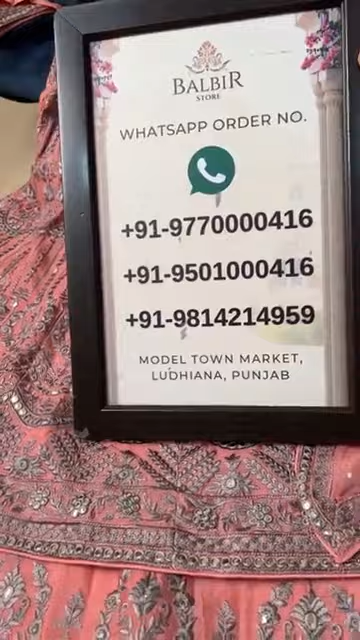 BALBIR
STORE
WHATSAPP ORDER NO.
+91-9770000416
+91-9501000416
+91-9814214959
MODEL TOWN MARKET,
LUDHIANA, PUNJAB